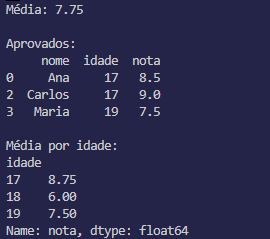 Média: 7.75
Aprovados:
nome idade nota
0 Ana 17 8.5
2 Carlos 17 9.0
3 Maria 19 7.5
Média por idade:
idade
17 8.75
18 6.00
19 7.50
Name: nota, dtype: float64